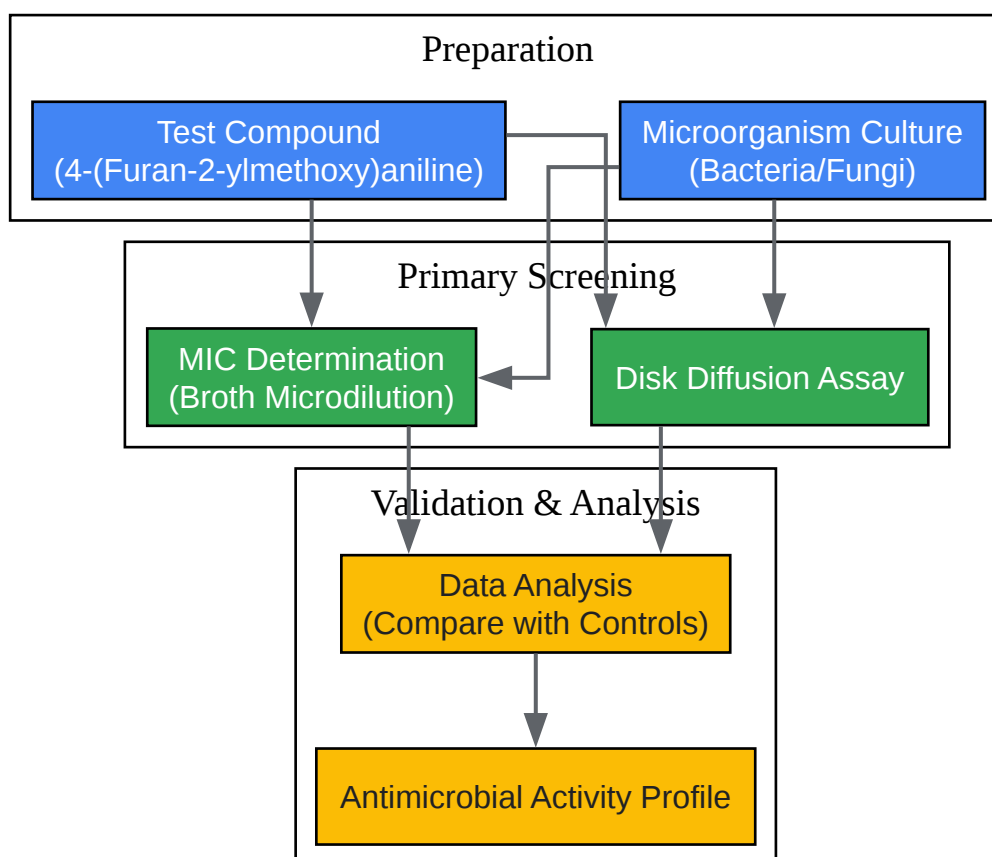 Preparation
Test Compound
(4-(Furan-2-ylmethoxy)aniline)
Microorganism Culture
(Bacteria/Fungi)
Primary Screening
MIC Determination
(Broth Microdilution)
Disk Diffusion Assay
Validation & Analysis
Data Analysis
(Compare with Controls)
Antimicrobial Activity Profile